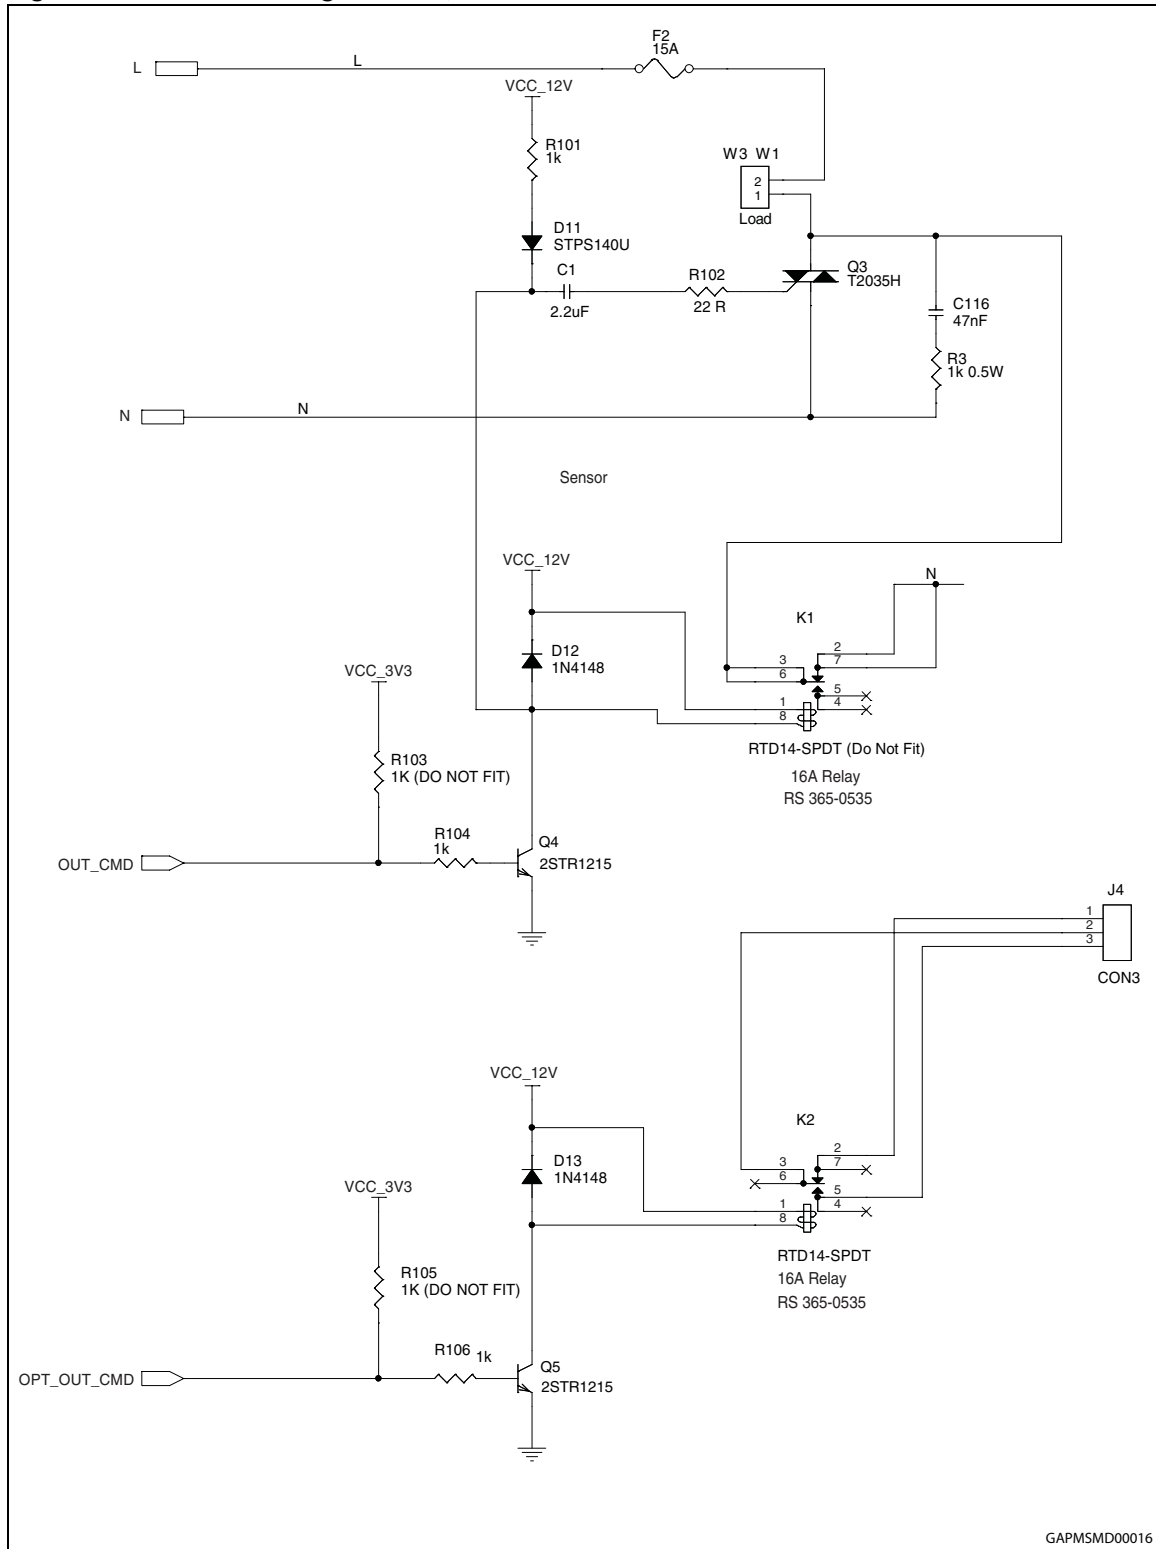 F2
15A
L
L
VCC_12V
R101
1k
W3 W1
2
1
Load
D11
STPS140U
C1
2.2uF
R102
22 R
Q3
T2035H
C116
47nF
R3
1k 0.5W
N
N
Sensor
VCC_12V
N
K1
D12
1N4148
2
7
3
6
5
4
1
8
VCC_3V3
RTD14-SPDT (Do Not Fit)
16A Relay
RS 365-0535
R103
1K (DO NOT FIT)
R104
1k
Q4
2STR1215
OUT_CMD
J4
1
2
3
CON3
VCC_12V
K2
D13
1N4148
2
7
3
6
5
4
1
8
VCC_3V3
RTD14-SPDT
16A Relay
RS 365-0535
R105
1K (DO NOT FIT)
R106 1k
Q5
2STR1215
OPT_OUT_CMD
GAPMSMD00016